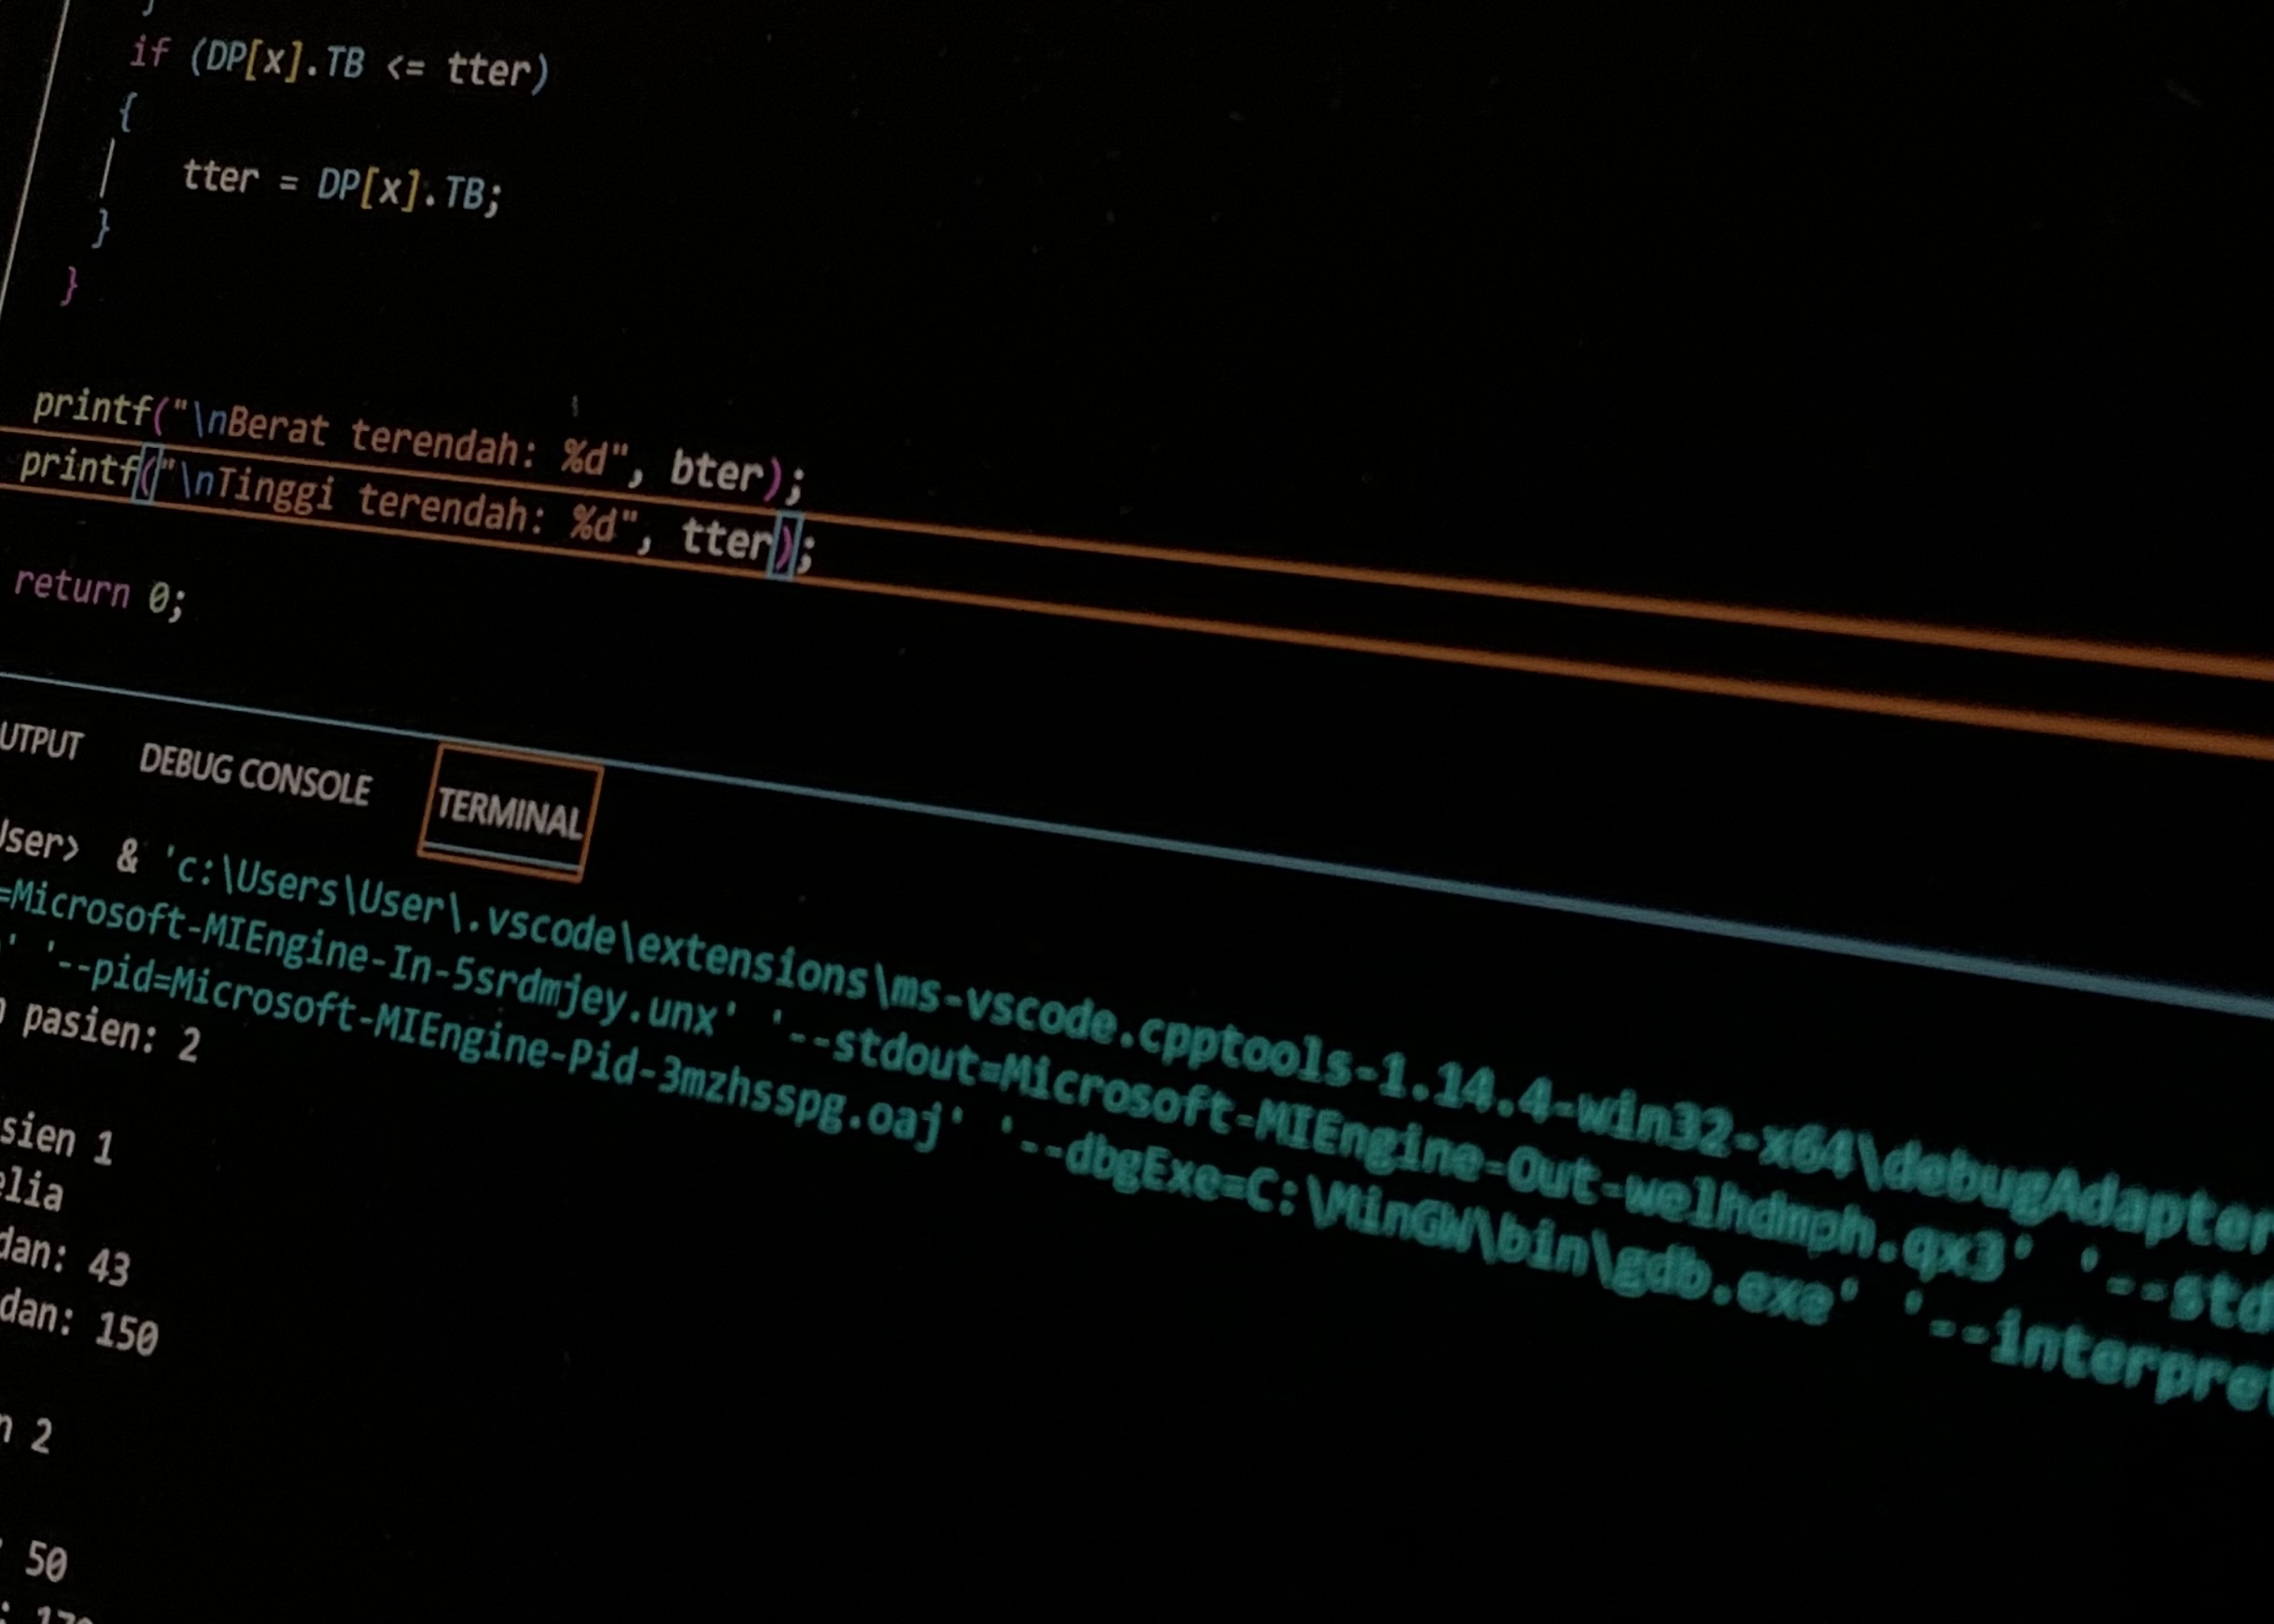 }
if (DP[x].TB <= tter)
{
tter = DP[x].TB;
}
}
printf("\nBerat terendah: %d", bter);
printf("\nTinggi terendah: %d", tter);
return 0;
UTPUT DEBUG CONSOLE TERMINAL
User> & 'c:\Users\User\.vscode\extensions\ms-vscode.cpptools-1.14.4-win32-x64\debugAdapter
=Microsoft-MIEngine-In-5srdmjey.unx' '--stdout=Microsoft-MIEngine-Out-welhdmph.qx3' '--std
' '--pid=Microsoft-MIEngine-Pid-3mzhsspg.oaj' '--dbgExe=C:\MinGW\bin\gdb.exe' '--interpre
pasien: 2
sien 1
elia
dan: 43
dan: 150
n 2
: 50